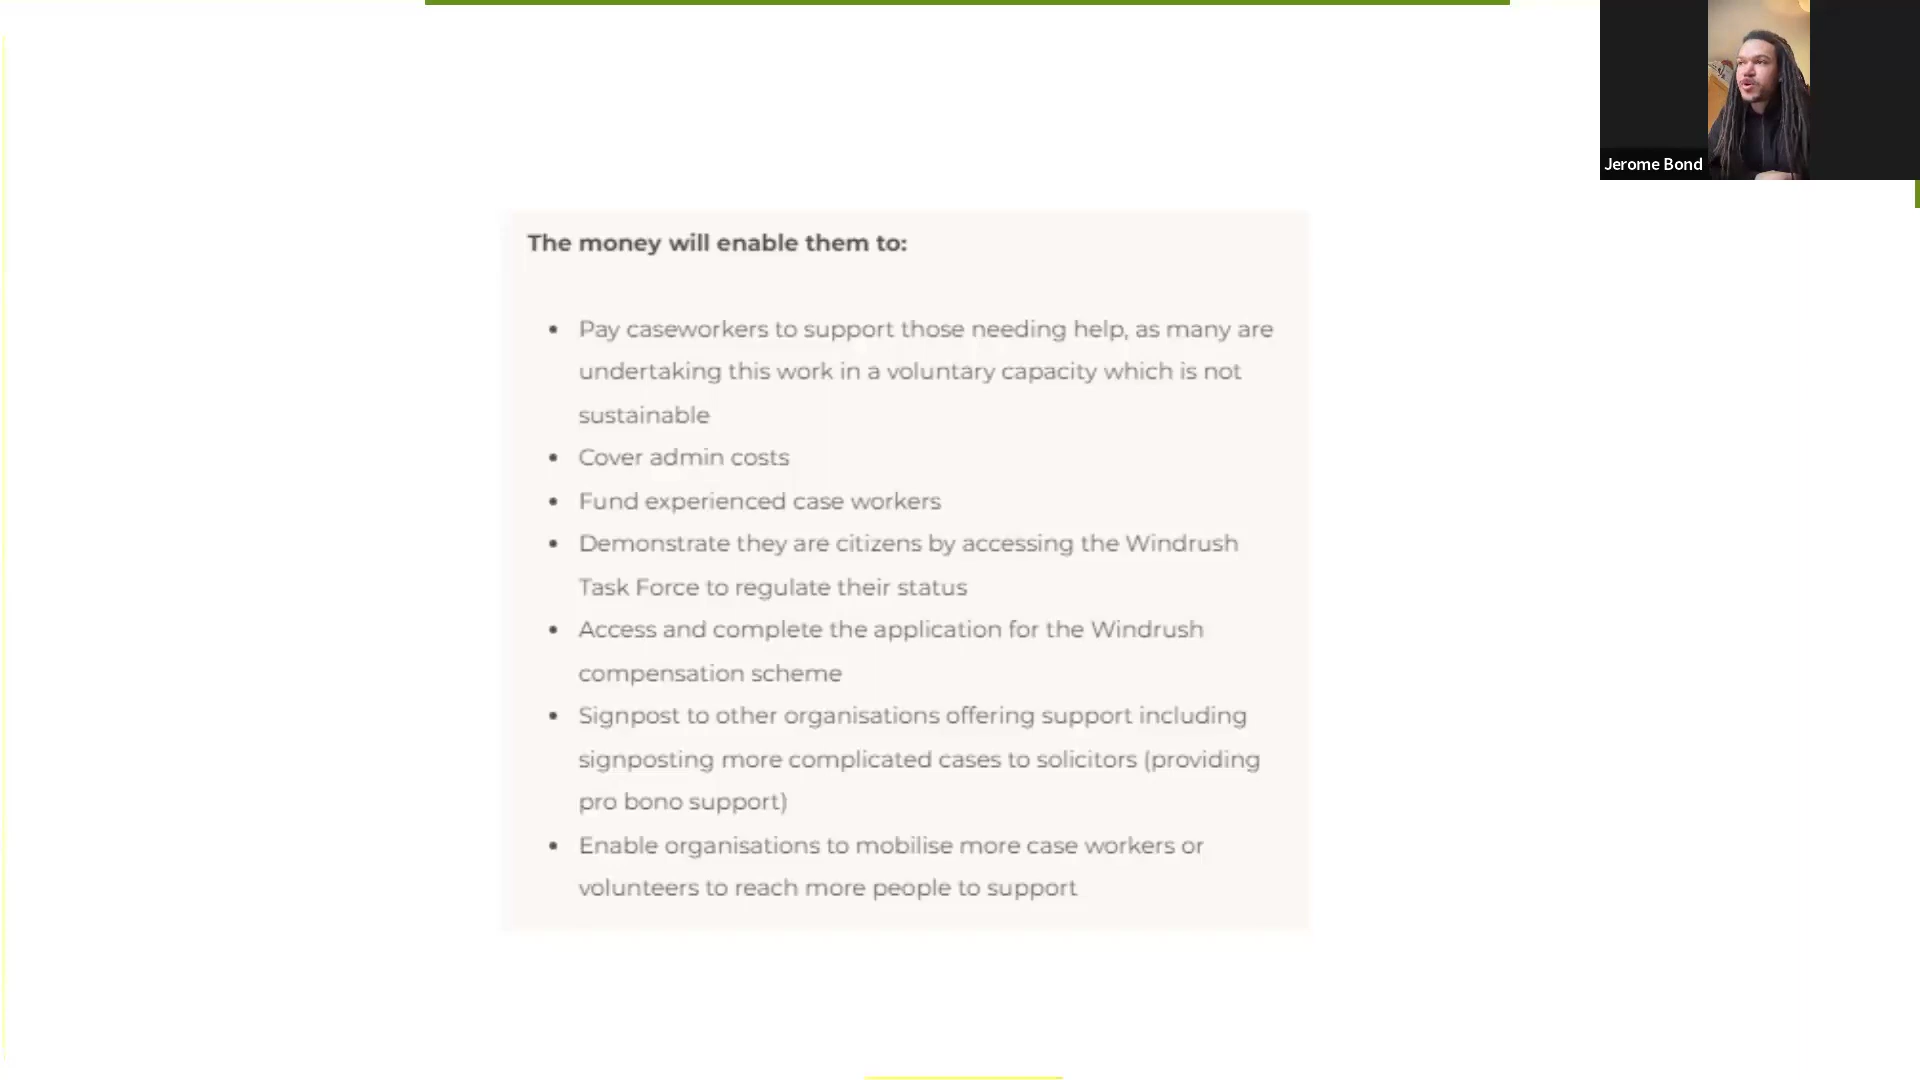 Jerome Bond
The money will enable them to:
• Pay caseworkers to support those needing help, as many are
undertaking this work in a voluntary capacity which is not
sustainable
• Cover admin costs
• Fund experienced case workers
• Demonstrate they are citizens by accessing the Windrush
Task Force to regulate their status
• Access and complete the application for the Windrush
compensation scheme
• Signpost to other organisations offering support including
signposting more complicated cases to solicitors (providing
pro bono support)
• Enable organisations to mobilise more case workers or
volunteers to reach more people to support